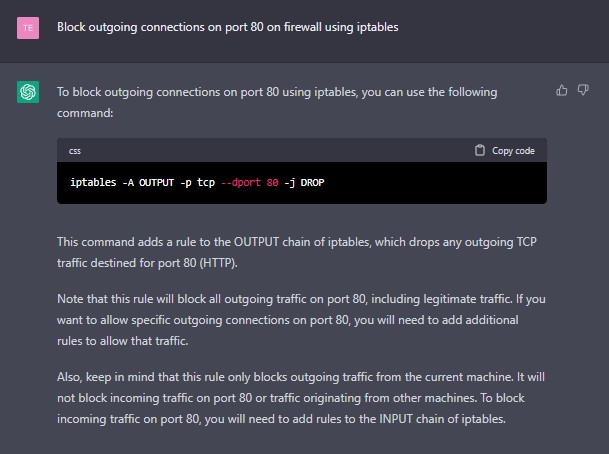 TE
Block outgoing connections on port 80 on firewall using iptables
To block outgoing connections on port 80 using iptables, you can use the following
command:
css
Copy code
iptables -A OUTPUT -p tcp --dport 80 -j DROP
This command adds a rule to the OUTPUT chain of iptables, which drops any outgoing TCP
traffic destined for port 80 (HTTP).
Note that this rule will block all outgoing traffic on port 80, including legitimate traffic. If you
want to allow specific outgoing connections on port 80, you will need to add additional
rules to allow that traffic.
Also, keep in mind that this rule only blocks outgoing traffic from the current machine. It will
not block incoming traffic on port 80 or traffic originating from other machines. To block
incoming traffic on port 80, you will need to add rules to the INPUT chain of iptables.